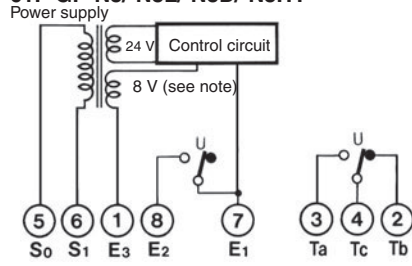 Power supply
24 V
Control circuit
8 V (see note)
U
U
5 6 1 8 7 3 4 2
S0 S1 E3 E2 E1 Ta Tc Tb